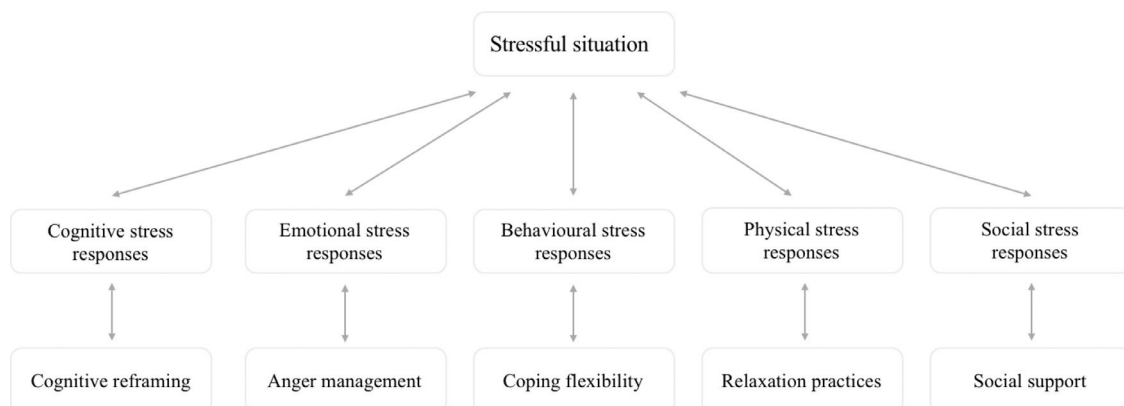 Stressful situation
Cognitive stress
responses
Emotional stress
responses
Behavioural stress
responses
Physical stress
responses
Social stress
responses
Cognitive reframing
Anger management
Coping flexibility
Relaxation practices
Social support